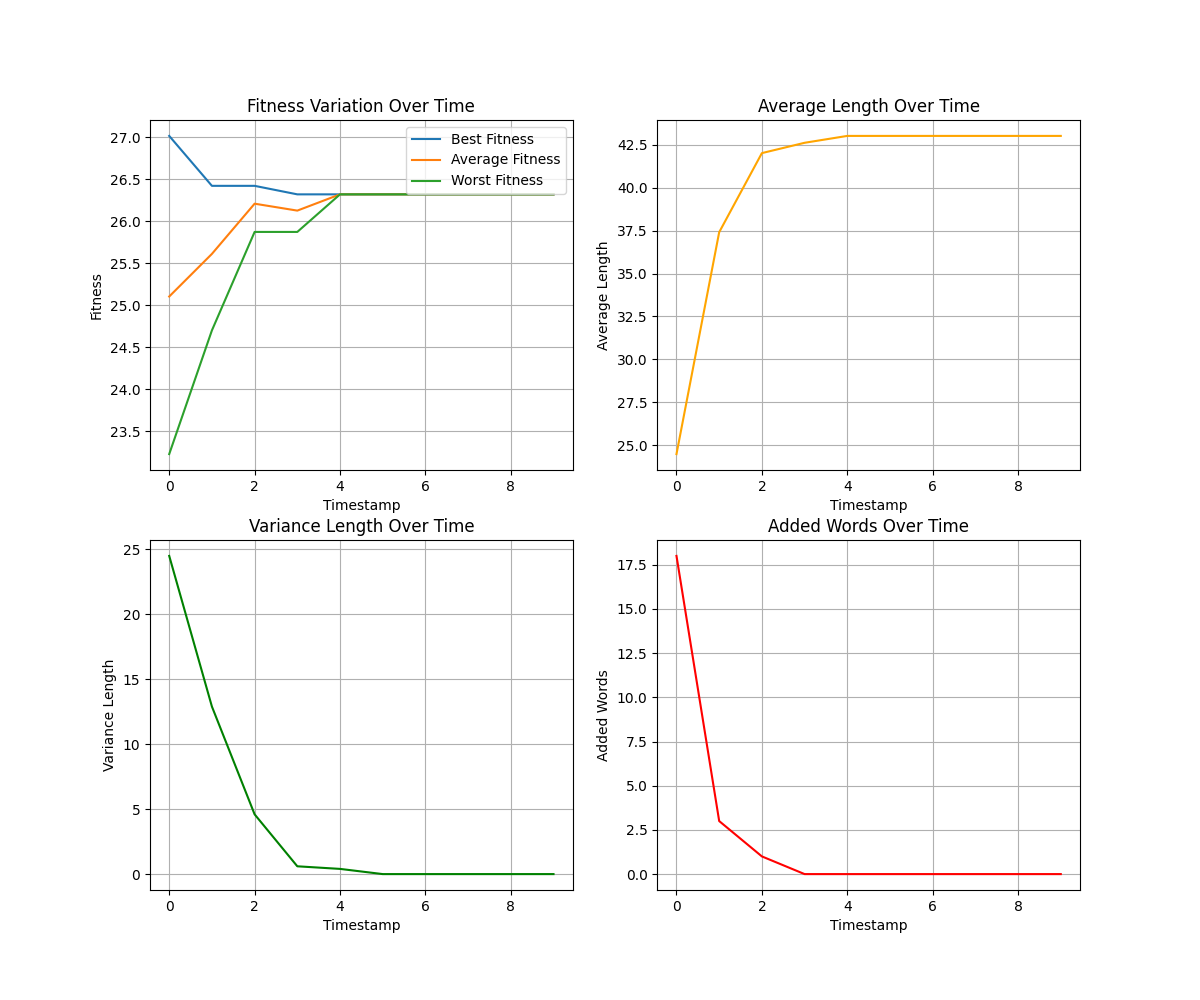 Fitness Variation Over Time
27.0
26.5
26.0
25.5
25.0
24.5
24.0
23.5
Fitness
Best Fitness
Average Fitness
Worst Fitness
0 2 4 6 8
Timestamp
Average Length Over Time
42.5
40.0
37.5
35.0
32.5
30.0
27.5
25.0
Average Length
0 2 4 6 8
Timestamp
Variance Length Over Time
25
20
15
10
5
0
Variance Length
0 2 4 6 8
Timestamp
Added Words Over Time
17.5
15.0
12.5
10.0
7.5
5.0
2.5
0.0
Added Words
0 2 4 6 8
Timestamp